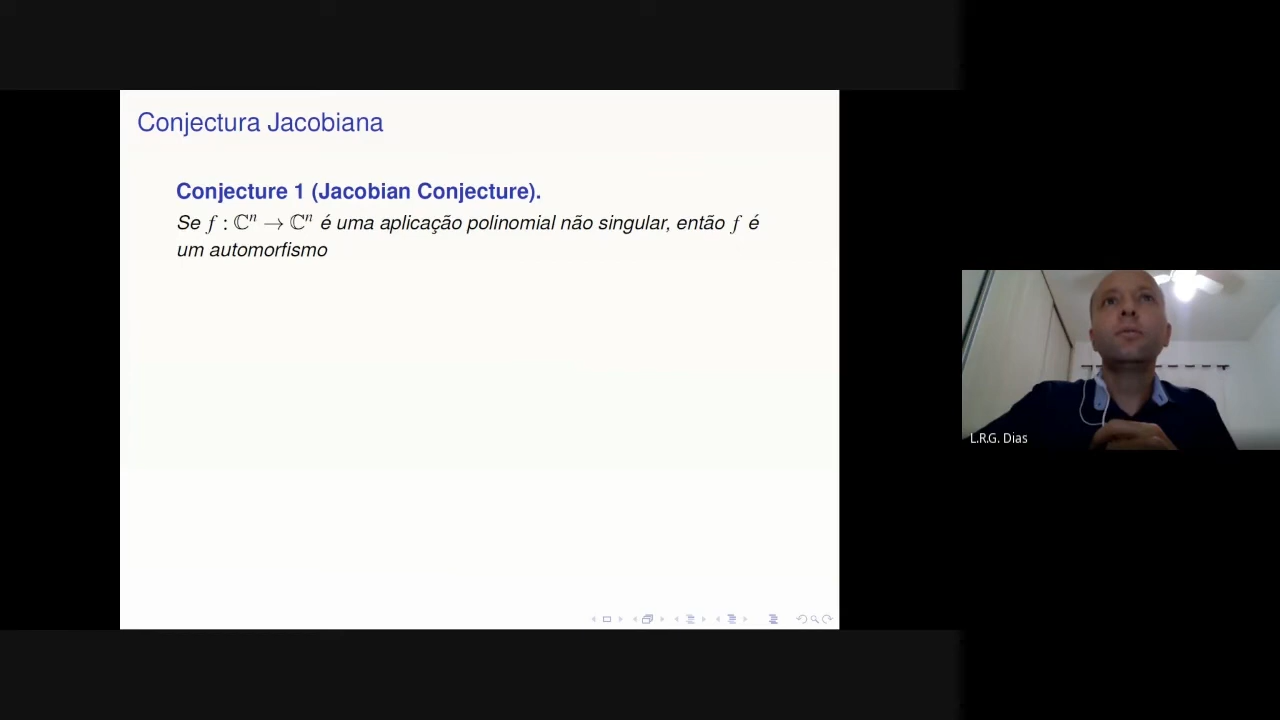 Conjectura Jacobiana
Conjecture 1 (Jacobian Conjecture).
Se f : ℂⁿ → ℂⁿ é uma aplicação polinomial não singular, então f é
um automorfismo
L.R.G. Dias